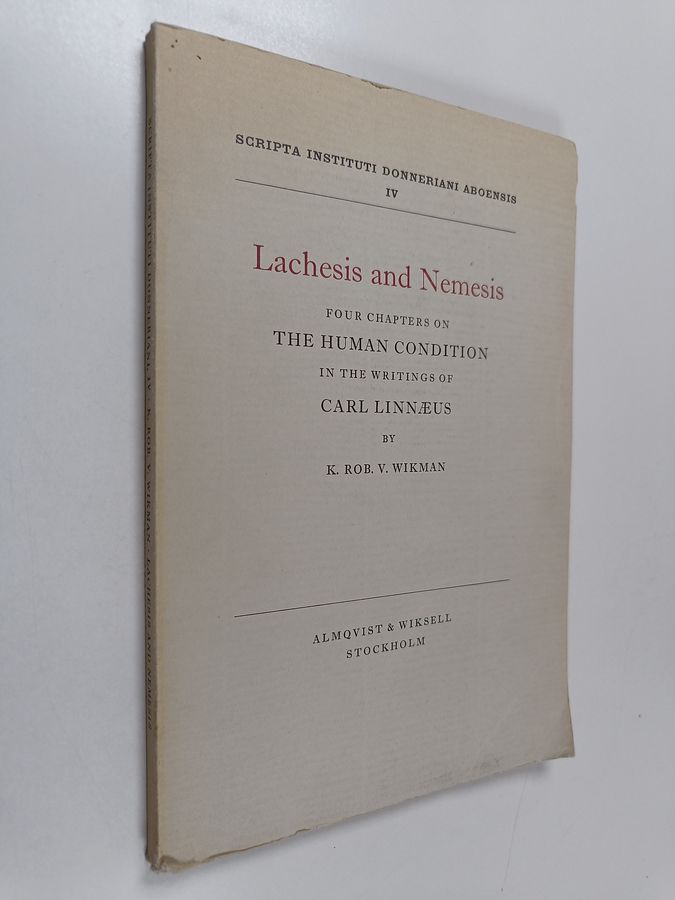 SCRIPTA INSTITUTI DONNERIANI ABOENSIS
IV
Lachesis and Nemesis
FOUR CHAPTERS ON
THE HUMAN CONDITION
IN THE WRITINGS OF
CARL LINNÆUS
BY
K. ROB. V. WIKMAN
ALMQVIST & WIKSELL
STOCKHOLM
SCRIPTA INSTITUTI DONNERIANI. IV · K. ROB. V. WIKMAN · LACHESIS AND NEMESIS